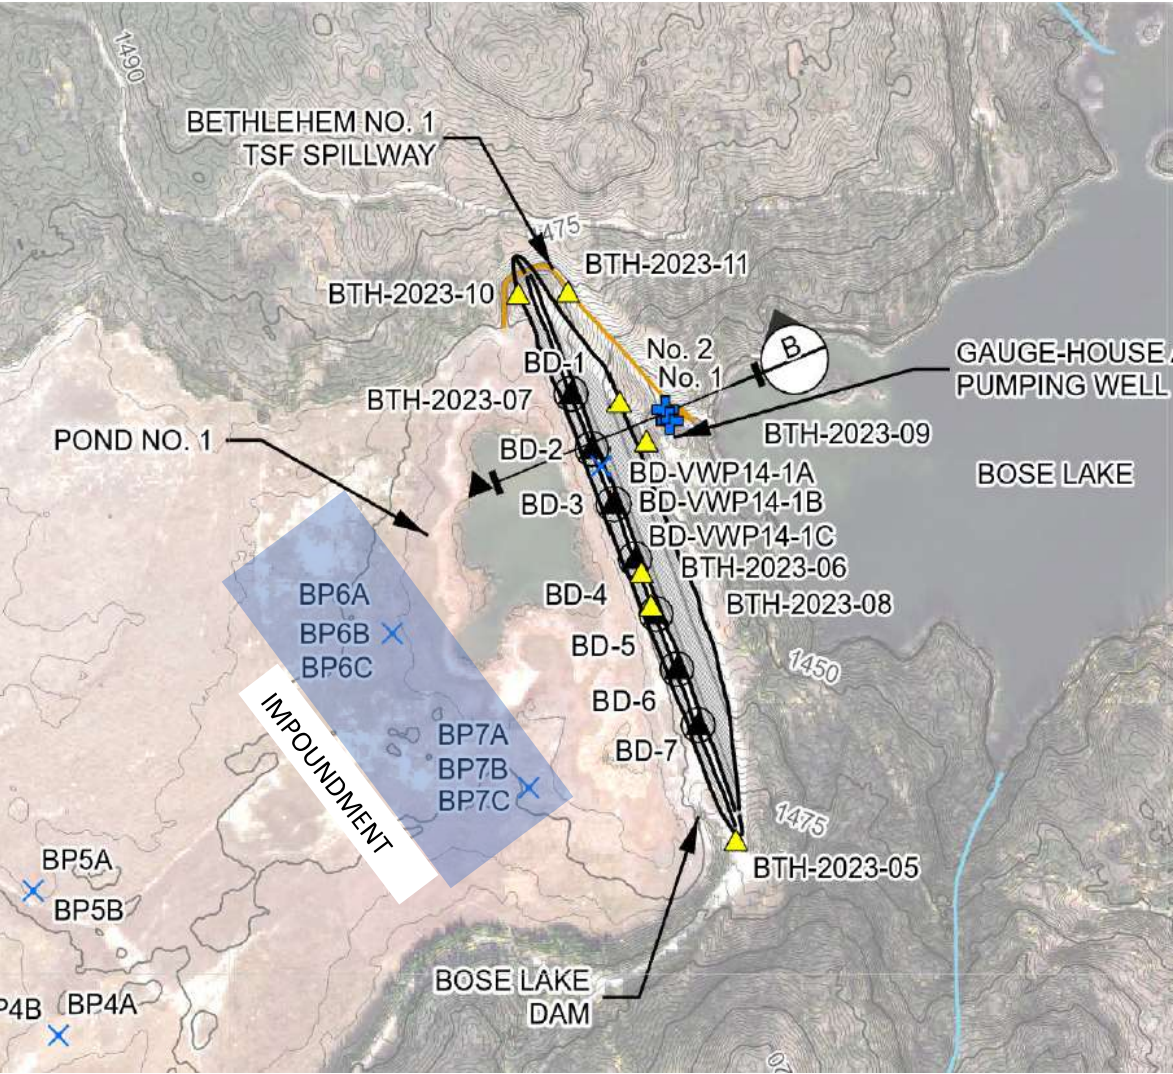 1490
BETHLEHEM NO. 1
TSF SPILLWAY
475
BTH-2023-11
BTH-2023-10
B
No. 2
No. 1
BD-1
GAUGE-HOUSE
PUMPING WELL
BTH-2023-07
BTH-2023-09
POND NO. 1
BD-2
BD-VWP14-1A
BOSE LAKE
BD-3
BD-VWP14-1B
BD-VWP14-1C
BTH-2023-06
BD-4
BTH-2023-08
BP6A
BP6B
BP6C
BD-5
1450
BD-6
IMPOUNDMENT
BP7A
BP7B
BP7C
BD-7
1475
BP5A
BP5B
BTH-2023-05
BOSE LAKE
DAM
P4B
BP4A